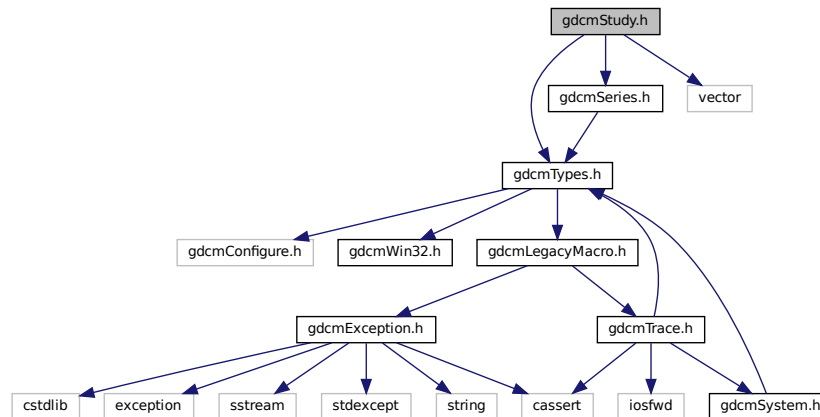 gdcmStudy.h
gdcmSeries.h
vector
gdcmTypes.h
gdcmConfigure.h
gdcmWin32.h
gdcmLegacyMacro.h
gdcmException.h
gdcmTrace.h
cstdlib
exception
sstream
stdexcept
string
cassert
iosfwd
gdcmSystem.h